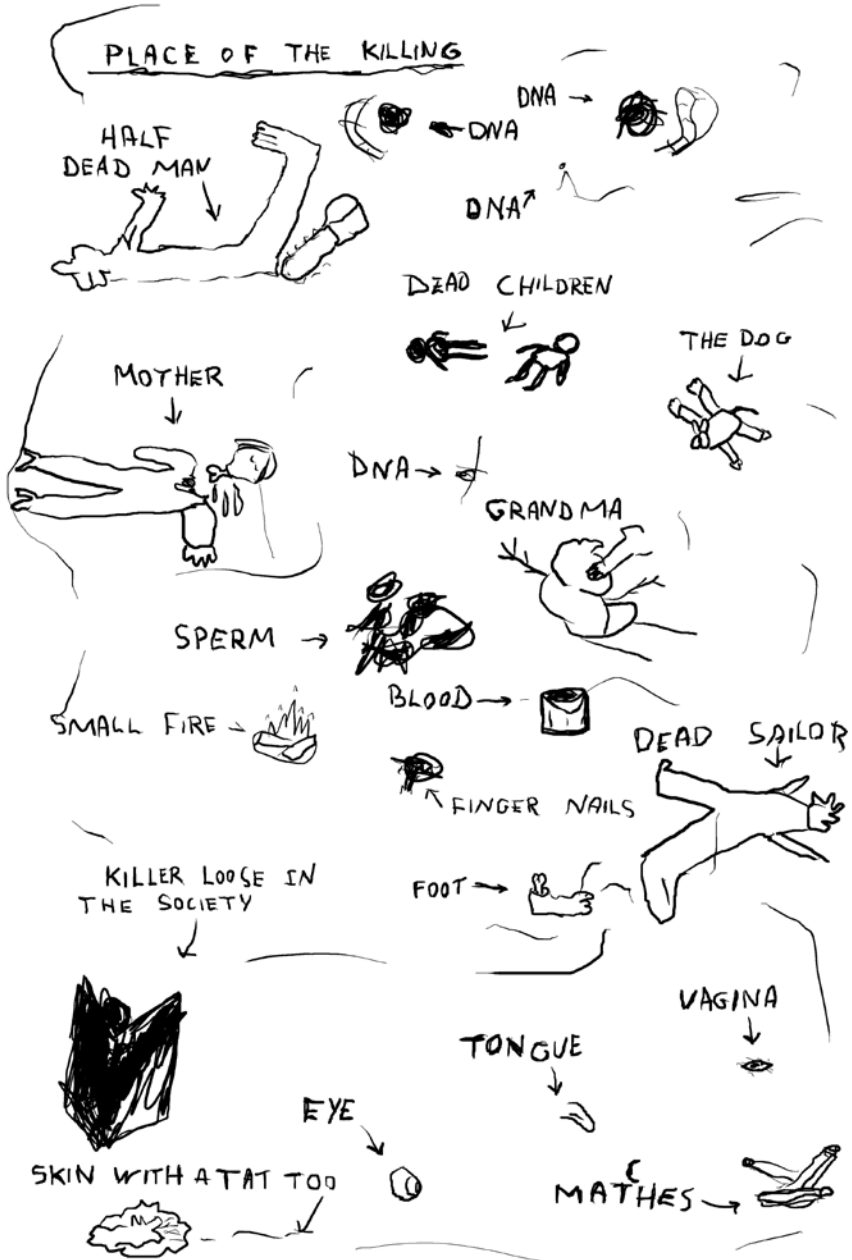 PLACE OF THE KILLING
DNA
DNA
HALF
DEAD MAN
DNA
DEAD CHILDREN
THE DOG
MOTHER
DNA
GRANDMA
SPERM
BLOOD
SMALL FIRE
DEAD SAILOR
FINGER NAILS
KILLER LOOSE IN
THE SOCIETY
FOOT
VAGINA
TONGUE
EYE
SKIN WITH A TAT TOO
MATCHES